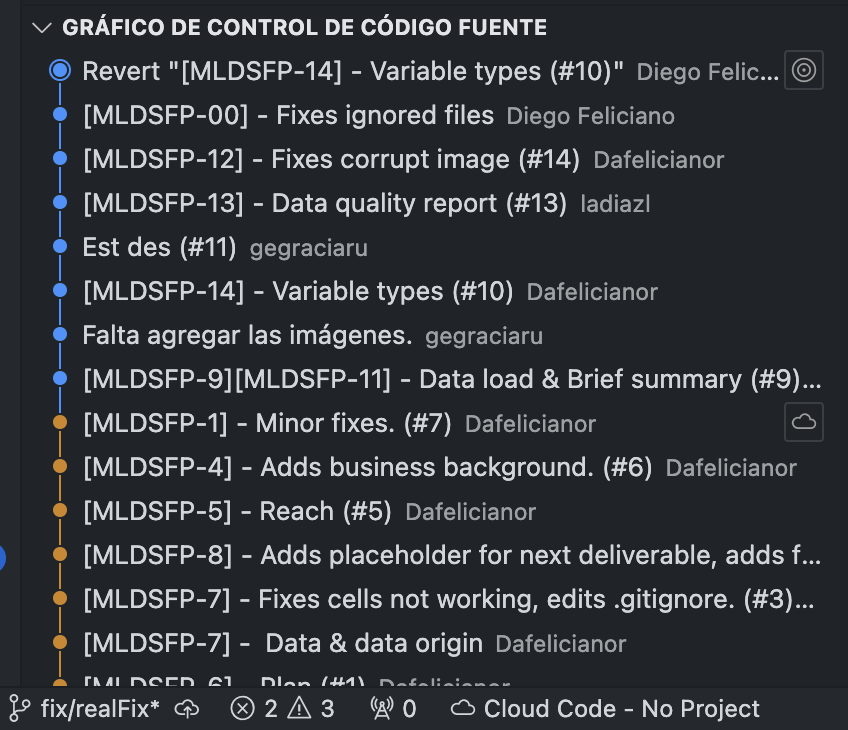 GRÁFICO DE CONTROL DE CÓDIGO FUENTE
Revert "[MLDSFP-14] - Variable types (#10)" Diego Felic...
[MLDSFP-00] - Fixes ignored files Diego Feliciano
[MLDSFP-12] - Fixes corrupt image (#14) Dafelicianor
[MLDSFP-13] - Data quality report (#13) ladiazl
Est des (#11) gegraciaru
[MLDSFP-14] - Variable types (#10) Dafelicianor
Falta agregar las imágenes. gegraciaru
[MLDSFP-9][MLDSFP-11] - Data load & Brief summary (#9)...
[MLDSFP-1] - Minor fixes. (#7) Dafelicianor
[MLDSFP-4] - Adds business background. (#6) Dafelicianor
[MLDSFP-5] - Reach (#5) Dafelicianor
[MLDSFP-8] - Adds placeholder for next deliverable, adds f...
[MLDSFP-7] - Fixes cells not working, edits .gitignore. (#3)...
[MLDSFP-7] - Data & data origin Dafelicianor
[MLDSFP-6] - Plan (#1) Dafelicianor
fix/realFix* 2 3 0 Cloud Code - No Project